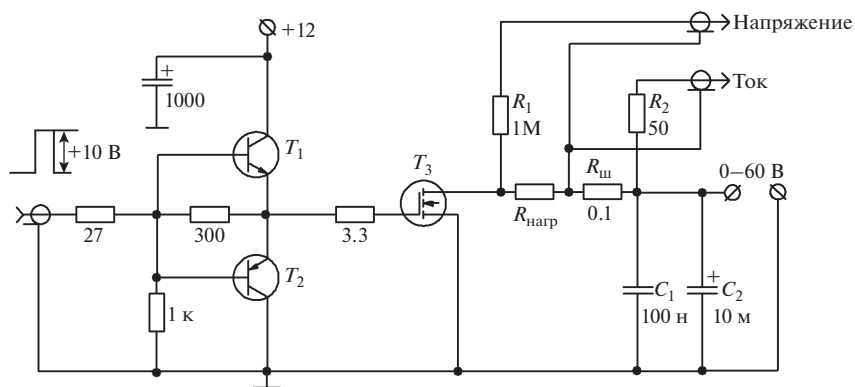 Напряжение
+12
Ток
+
1000
R₁
1М
R₂
50
+10 В
T₁
T₃
Rш
0.1
0–60 В
Rнагр
27
300
3.3
T₂
1 к
C₁
100 н
+
C₂
10 м